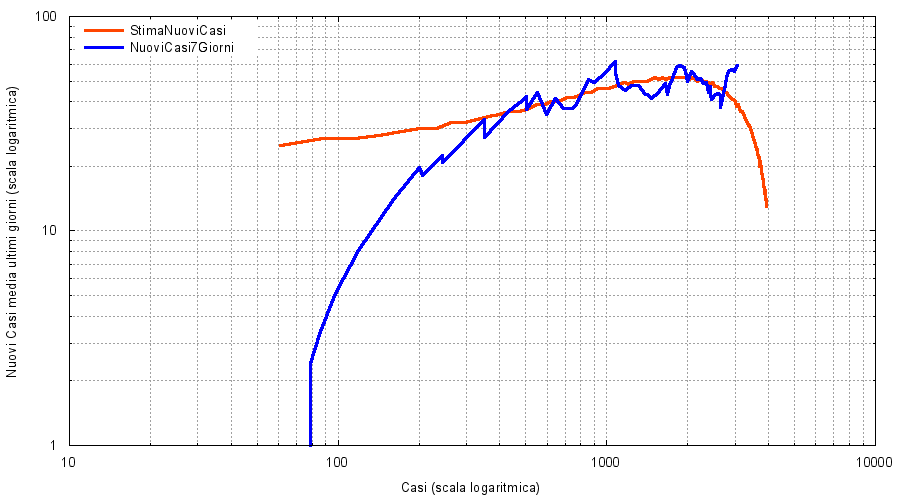 100
StimaNuoviCasi
NuoviCasi7Giorni
10
1
10
100
1000
10000
Nuovi Casi media ultimi giorni (scala logaritmica)
Casi (scala logaritmica)